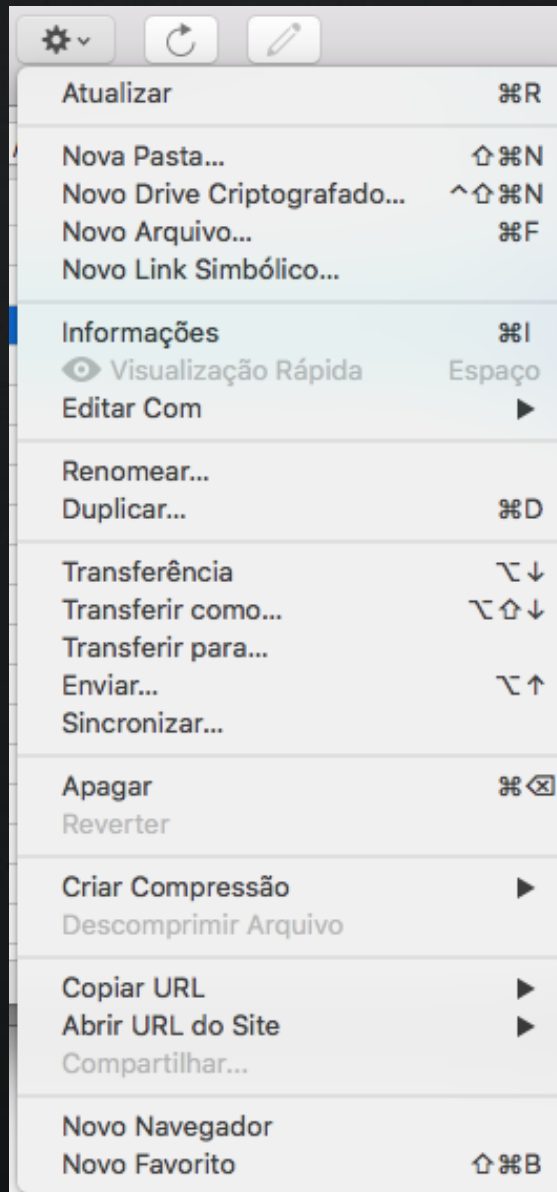 Atualizar ⌘R
Nova Pasta... ⇧⌘N
Novo Drive Criptografado... ^⇧⌘N
Novo Arquivo... ⌘F
Novo Link Simbólico...
Informações ⌘I
Visualização Rápida Espaço
Editar Com ▶
Renomear...
Duplicar... ⌘D
Transferência ⌥↓
Transferir como... ⌥⇧↓
Transferir para...
Enviar... ⌥↑
Sincronizar...
Apagar ⌘⌫
Reverter
Criar Compressão ▶
Descomprimir Arquivo
Copiar URL ▶
Abrir URL do Site ▶
Compartilhar...
Novo Navegador
Novo Favorito ⇧⌘B